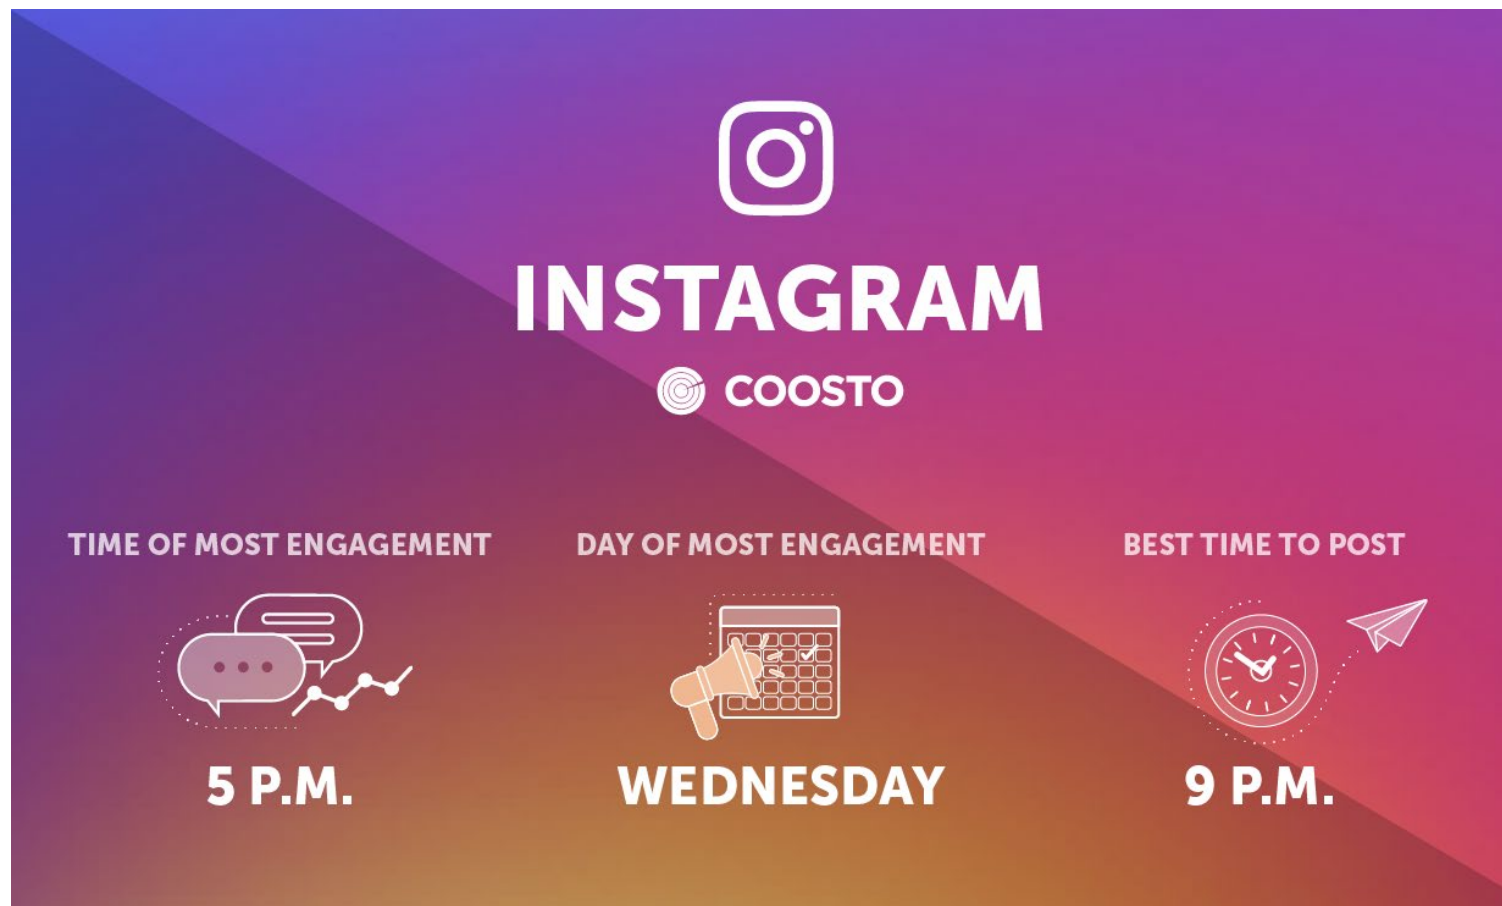 INSTAGRAM
COOSTO
TIME OF MOST ENGAGEMENT
5 P.M.
DAY OF MOST ENGAGEMENT
WEDNESDAY
BEST TIME TO POST
9 P.M.